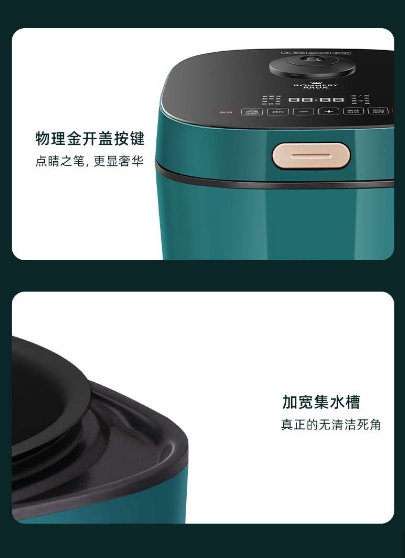 物理金开盖按键
点睛之笔, 更显奢华
加宽集水槽
真正的无清洁死角